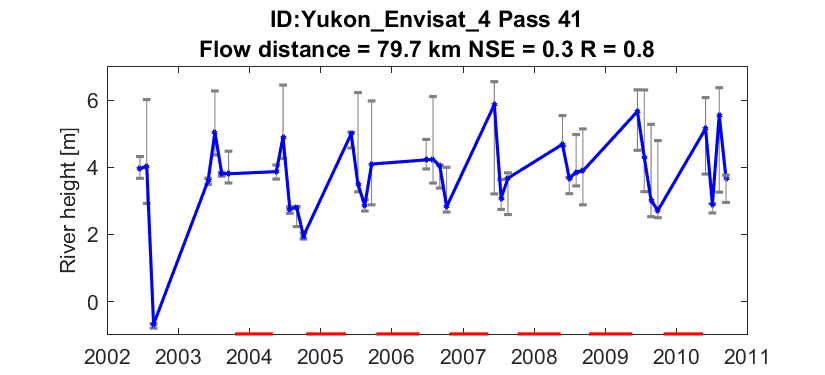 ID:Yukon_Envisat_4 Pass 41
Flow distance = 79.7 km NSE = 0.3 R = 0.8
River height [m]
6
4
2
0
2002 2003 2004 2005 2006 2007 2008 2009 2010 2011